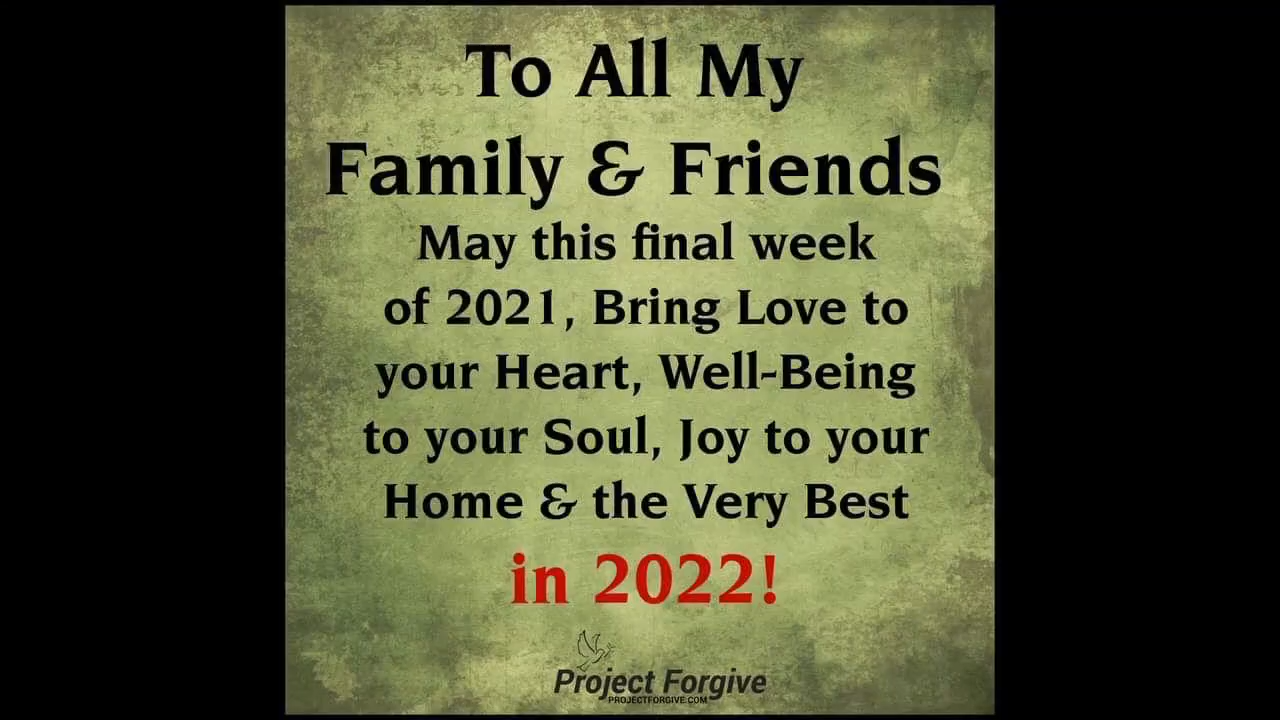 To All My
Family & Friends
May this final week
of 2021, Bring Love to
your Heart, Well-Being
to your Soul, Joy to your
Home & the Very Best
in 2022!
Project Forgive
PROJECTFORGIVE.COM